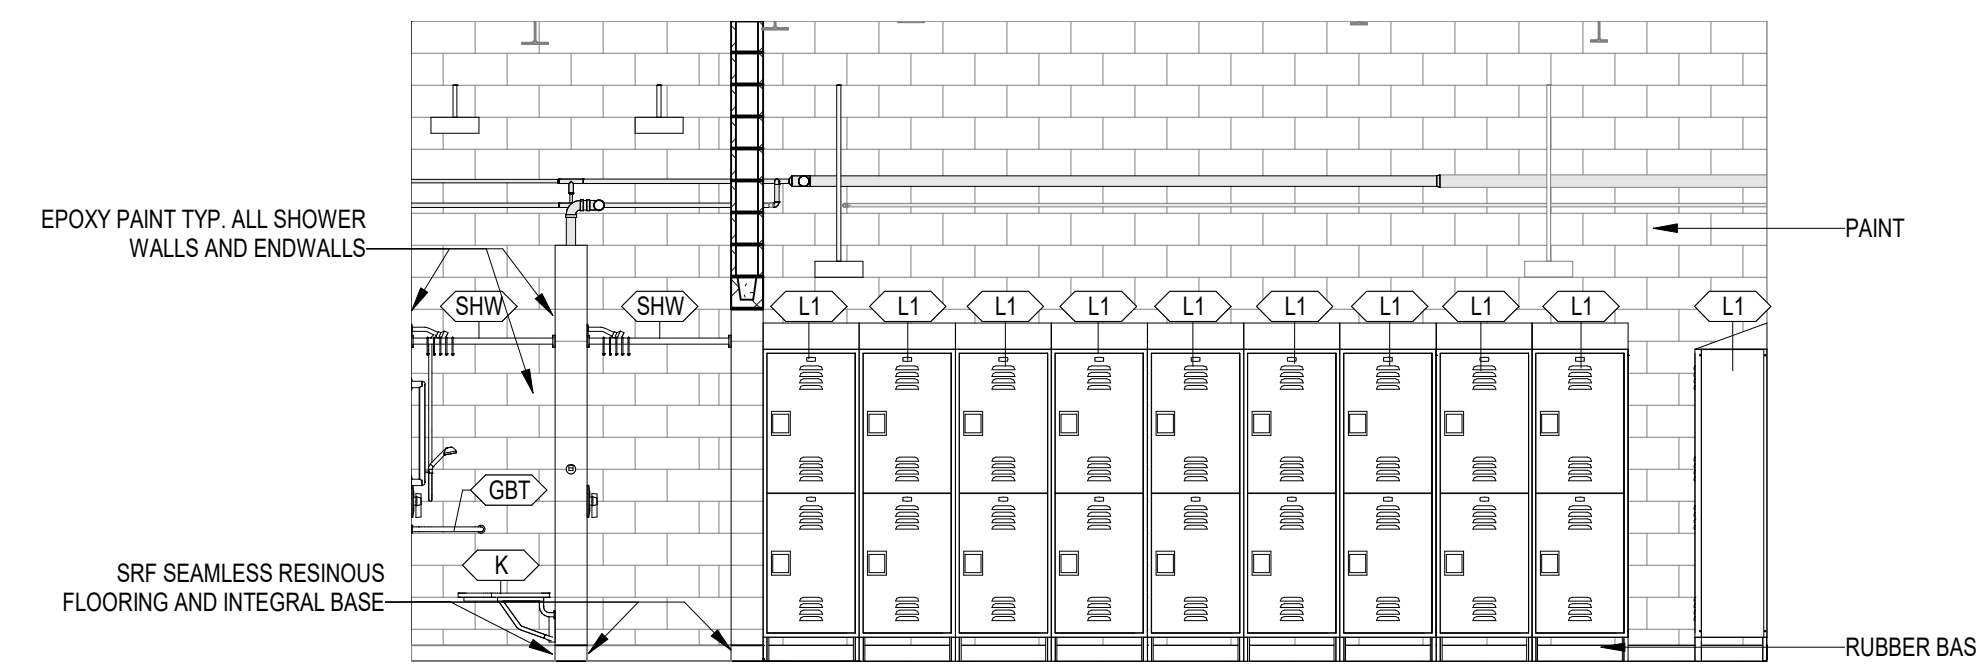 EPOXY PAINT TYP. ALL SHOWER
WALLS AND ENDWALLS
PAINT
SHW
SHW
L1
L1
L1
L1
L1
L1
L1
L1
L1
L1
GBT
K
SRF SEAMLESS RESINOUS
FLOORING AND INTEGRAL BASE
RUBBER BAS